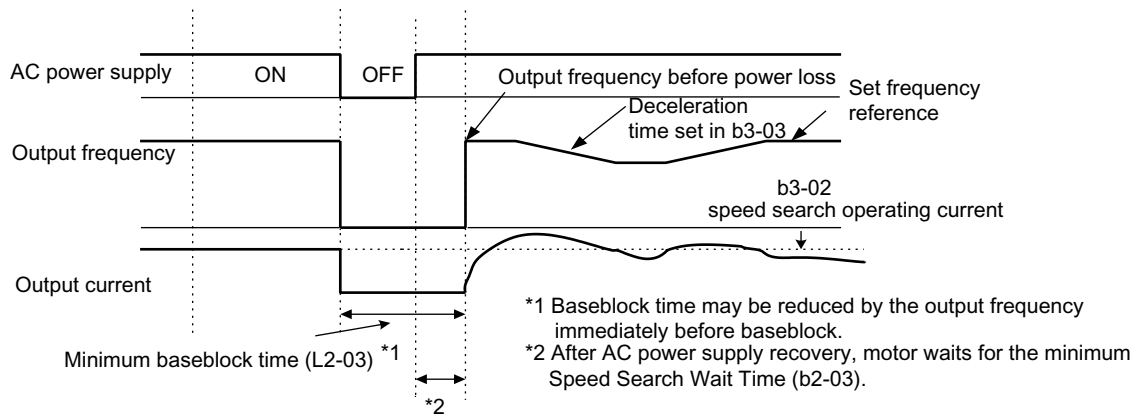 AC power supply
ON
OFF
Output frequency before power loss
Deceleration
time set in b3-03
Set frequency
reference
Output frequency
b3-02
speed search operating current
Output current
*1 Baseblock time may be reduced by the output frequency
immediately before baseblock.
Minimum baseblock time (L2-03) *1
*2 After AC power supply recovery, motor waits for the minimum
Speed Search Wait Time (b2-03).
*2